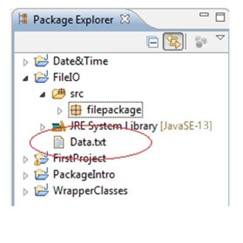 Package Explorer
Date&Time
FileIO
src
filepackage
JRE System Library [JavaSE-13]
Data.txt
FirstProject
PackageIntro
WrapperClasses